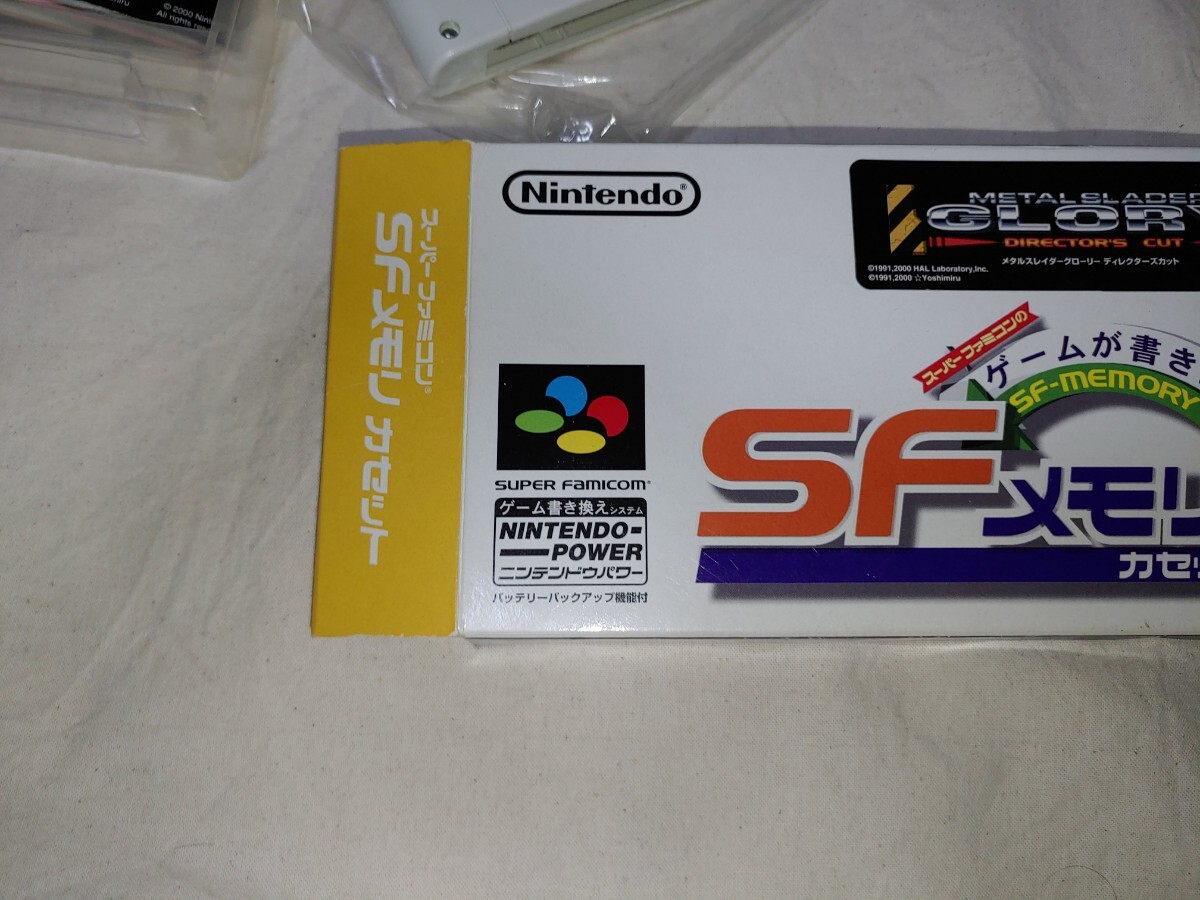 © 2000 Nin
All rights res
スーパーファミコン®
SFメモリ カセット
Nintendo®
METAL SLADER
GLORY
DIRECTOR'S CUT
メタルスレイダーグローリー ディレクターズカット
©1991,2000 HAL Laboratory,Inc.
©1991,2000 ☆Yoshimiru
スーパーファミコンの
ゲームが書き
SF-MEMORY
SFメモリ
カセッ
SUPER FAMICOM®
ゲーム書き換えシステム
NINTENDO-
POWER
ニンテンドウパワー
バッテリーバックアップ機能付